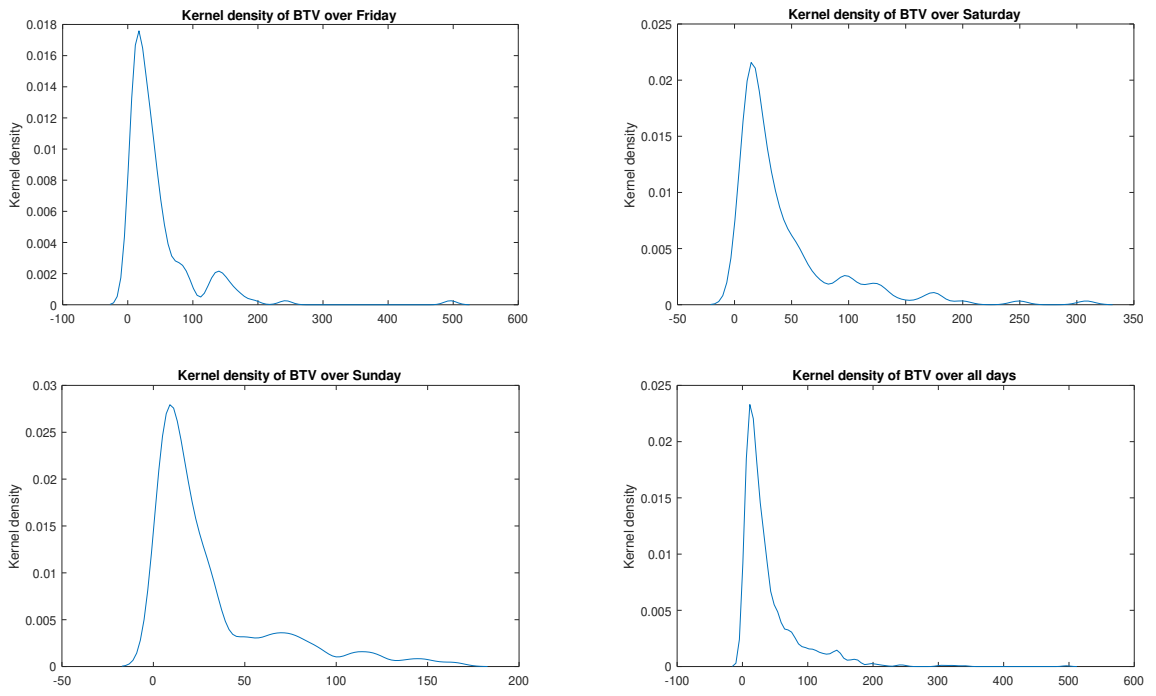 Kernel density of BTV over Friday
Kernel density
0.018
0.016
0.014
0.012
0.01
0.008
0.006
0.004
0.002
0
-100 0 100 200 300 400 500 600
Kernel density of BTV over Saturday
Kernel density
0.025
0.02
0.015
0.01
0.005
0
-50 0 50 100 150 200 250 300 350
Kernel density of BTV over Sunday
Kernel density
0.03
0.025
0.02
0.015
0.01
0.005
0
-50 0 50 100 150 200
Kernel density of BTV over all days
Kernel density
0.025
0.02
0.015
0.01
0.005
0
-100 0 100 200 300 400 500 600